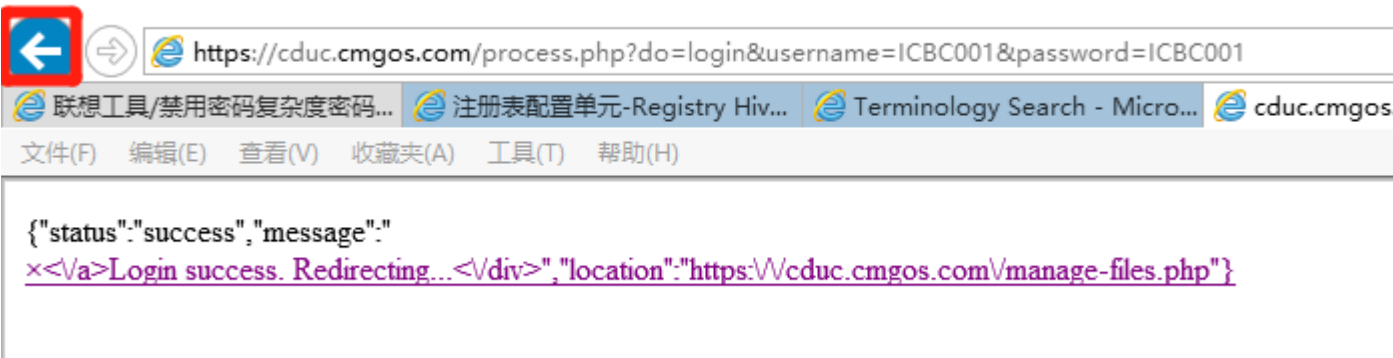 https://cduc.cmgos.com/process.php?do=login&username=ICBC001&password=ICBC001
联想工具/禁用密码复杂度密码... 注册表配置单元-Registry Hiv... Terminology Search - Micro... cduc.cmgos.
文件(F) 编辑(E) 查看(V) 收藏夹(A) 工具(T) 帮助(H)
{"status":"success","message":"
×<\/a>Login success. Redirecting...<\/div>","location":"https:\/\/cduc.cmgos.com\/manage-files.php"}